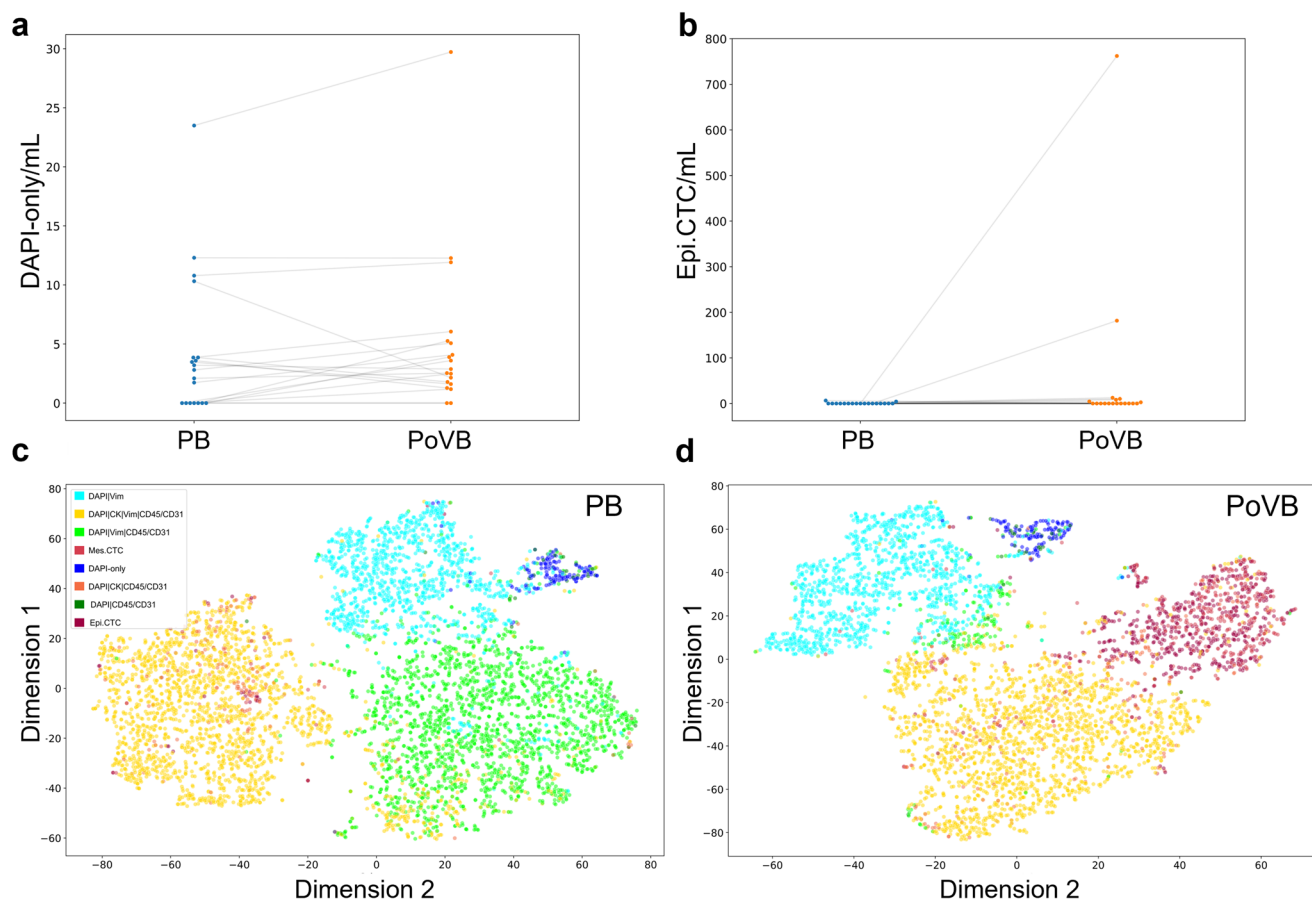 a
30
25
20
15
10
5
0
DAPI-only/mL
PB
PoVB
b
800
700
600
500
400
300
200
100
0
Epi.CTC/mL
PB
PoVB
c
80
60
40
20
0
−20
−40
−60
Dimension 1
DAPI|Vim
DAPI|CK|Vim|CD45/CD31
DAPI|Vim|CD45/CD31
Mes.CTC
DAPI-only
DAPI|CK|CD45/CD31
DAPI|CD45/CD31
Epi.CTC
PB
−80
−60
−40
−20
0
20
40
60
80
Dimension 2
d
80
60
40
20
0
−20
−40
−60
−80
Dimension 1
PoVB
−60
−40
−20
0
20
40
60
Dimension 2